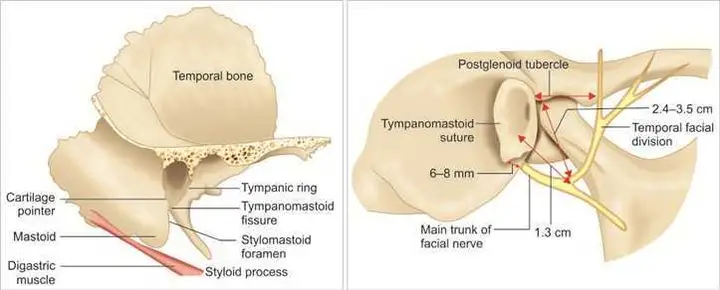 Temporal bone
Cartilage
pointer
Mastoid
Digastric
muscle
Tympanic ring
Tympanomastoid
fissure
Stylomastoid
foramen
Styloid process
Postglenoid tubercle
Tympanomastoid
suture
6–8 mm
Main trunk of
facial nerve
1.3 cm
2.4–3.5 cm
Temporal facial
division